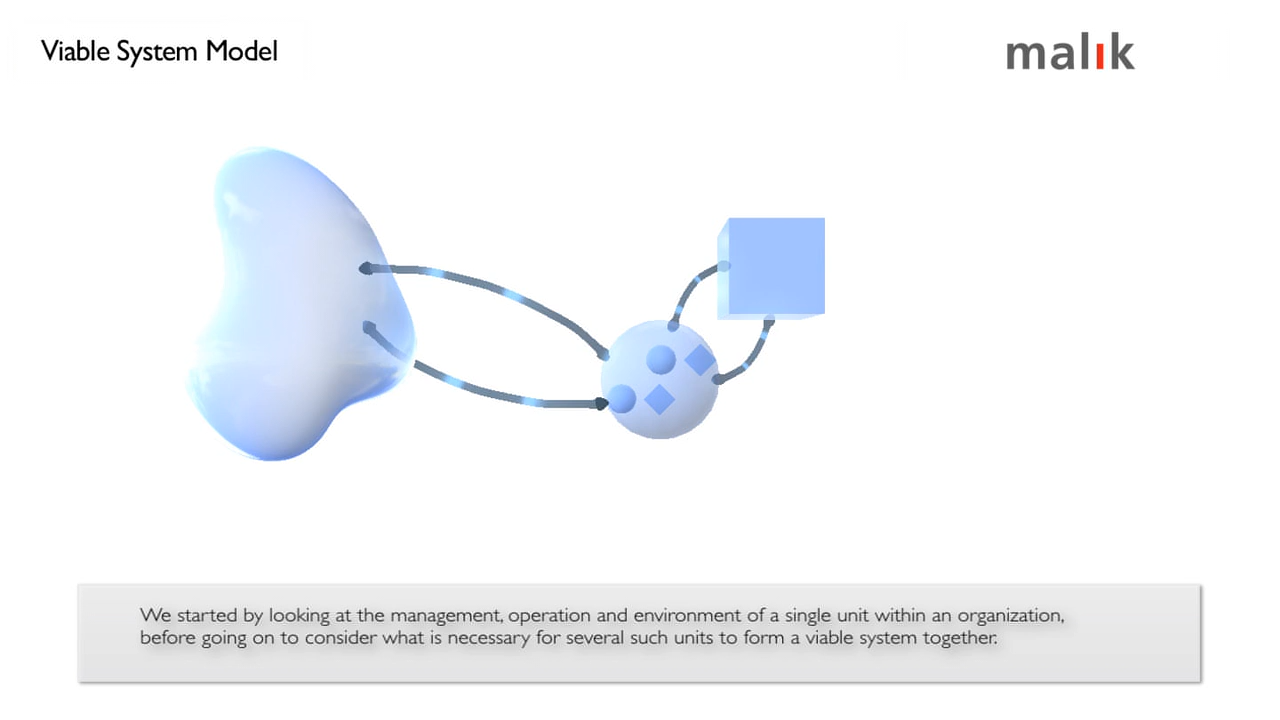 Viable System Model
malik
We started by looking at the management, operation and environment of a single unit within an organization,
before going on to consider what is necessary for several such units to form a viable system together.